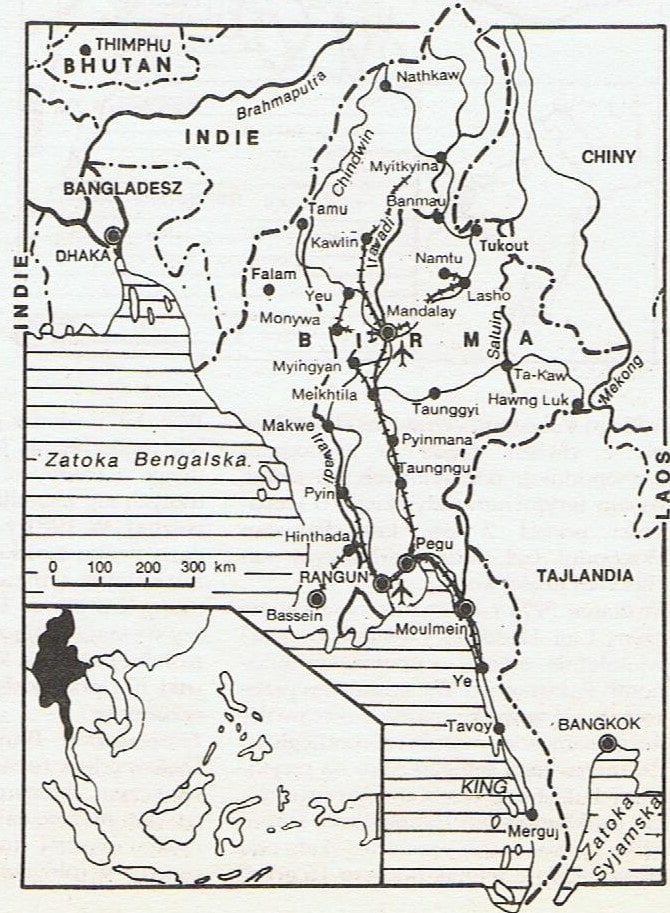 THIMPHU
BHUTAN
Nathkaw
Brahmaputra
INDIE
Chindwin
CHINY
Myitkyina
BANGLADESZ
Banmau
Tamu
Tukout
Kawlin
Irawadi
DHAKA
Namtu
INDIE
Falam
Lasho
Yeu
Mandalay
Monywa
BIRMA
Saluin
Myingyan
Ta-Kaw
Mekong
Meikhtila
Taunggyi
Hawng Luk
Makwe
Pyinmana
Irawadi
Zatoka Bengalska
Taungngu
LAOS
Pyin
Hinthada
Pegu
0 100 200 300 km
RANGUN
TAJLANDIA
Bassein
Moulmein
Ye
Tavoy
BANGKOK
KING
Merguj
Zatoka
Syjamska